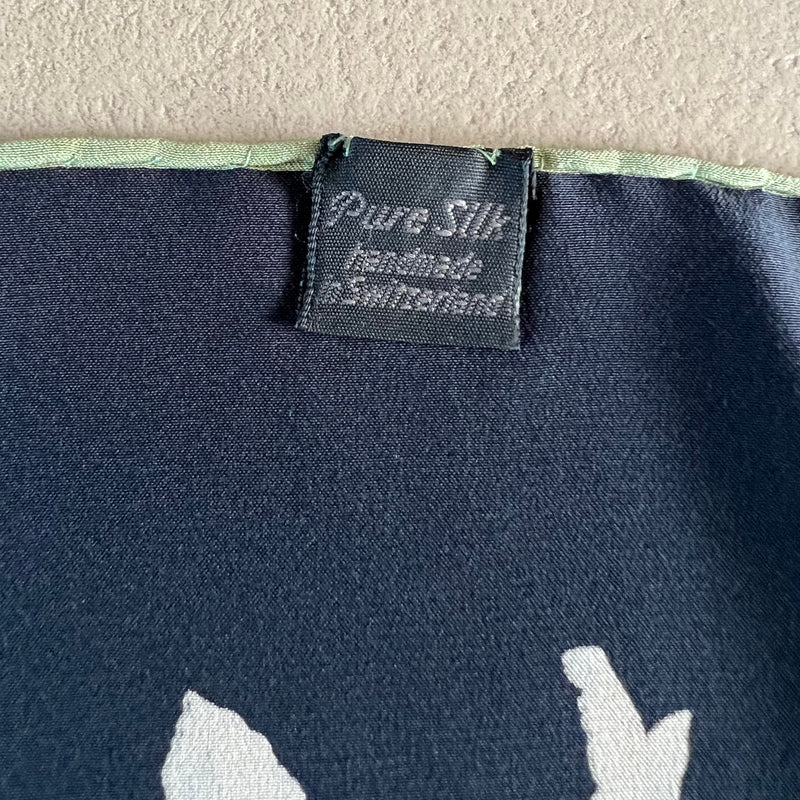 Pure Silk
handmade
in Switzerland